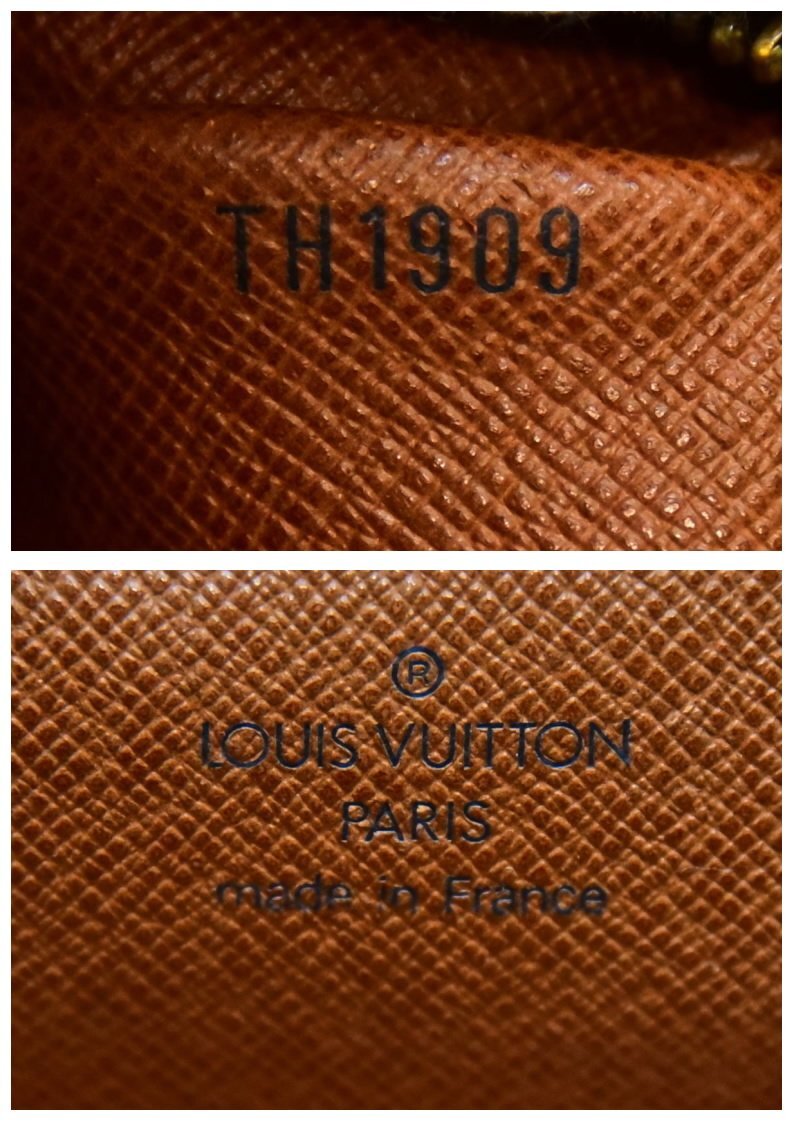 TH1909
®
LOUIS VUITTON
PARIS
made in France